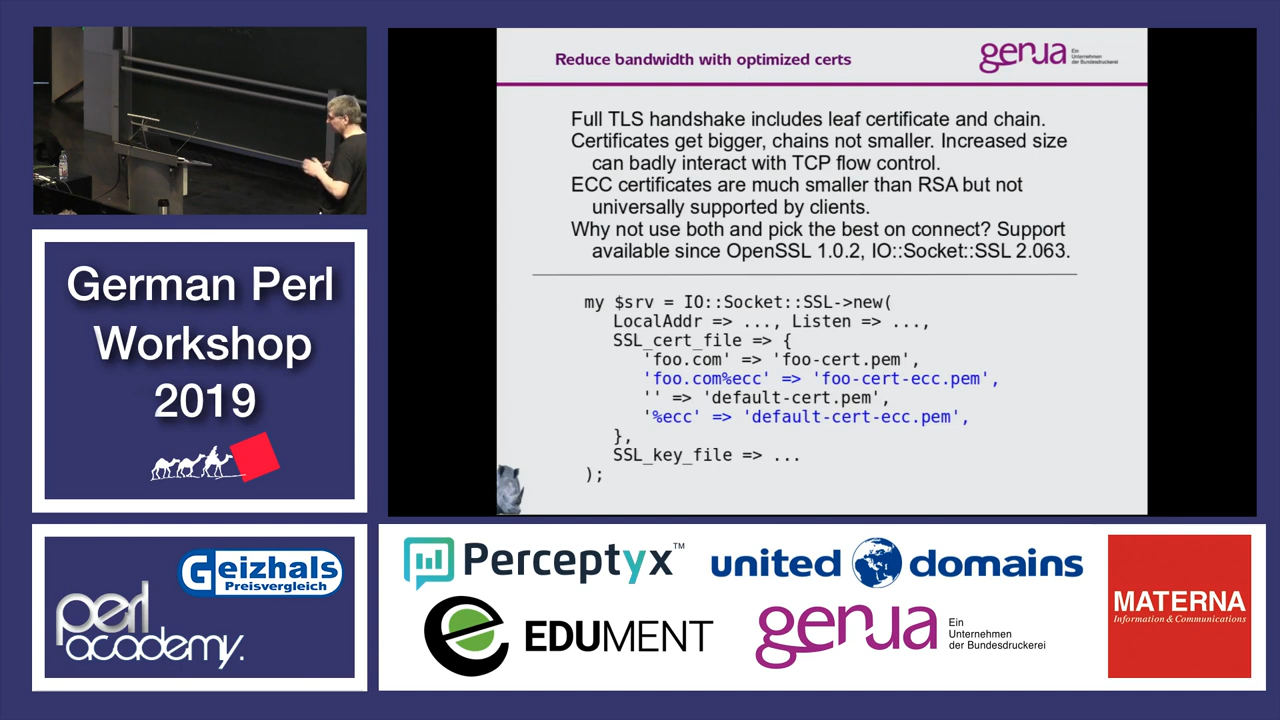 Reduce bandwidth with optimized certs
genua
Ein
Unternehmen
der Bundesdruckerei
Full TLS handshake includes leaf certificate and chain.
Certificates get bigger, chains not smaller. Increased size
can badly interact with TCP flow control.
ECC certificates are much smaller than RSA but not
universally supported by clients.
Why not use both and pick the best on connect? Support
available since OpenSSL 1.0.2, IO::Socket::SSL 2.063.
my $srv = IO::Socket::SSL->new(
LocalAddr => ..., Listen => ...,
SSL_cert_file => {
'foo.com' => 'foo-cert.pem',
'foo.com%ecc' => 'foo-cert-ecc.pem',
'' => 'default-cert.pem',
'%ecc' => 'default-cert-ecc.pem',
},
SSL_key_file => ...
);
German Perl
Workshop
2019
Geizhals
Preisvergleich
perl
academy.
Perceptyx™
united domains
EDUMENT
genua
Ein
Unternehmen
der Bundesdruckerei
MATERNA
Information & Communications